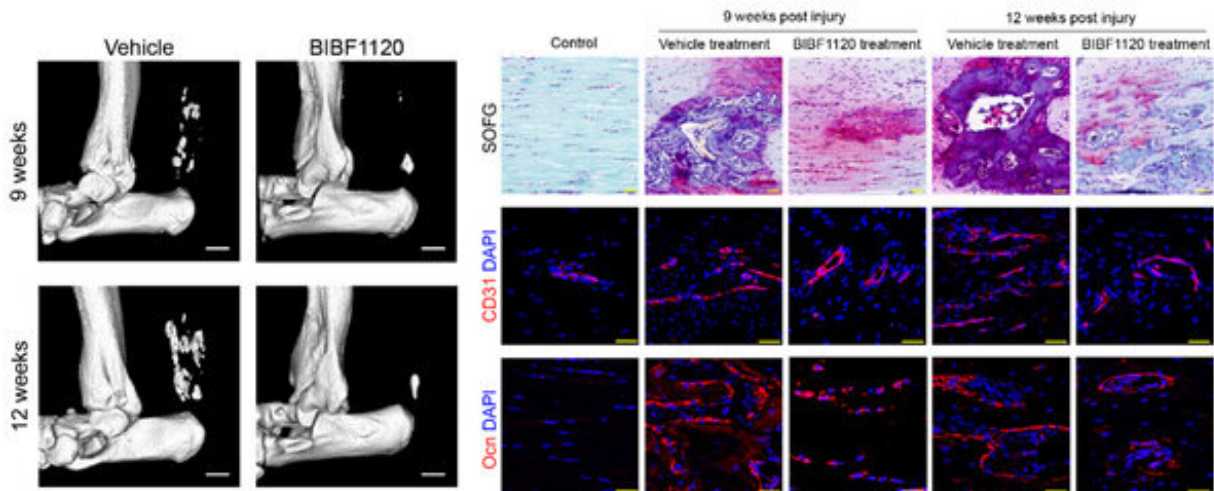 Vehicle
BIBF1120
9 weeks
12 weeks
9 weeks post injury
12 weeks post injury
Control
Vehicle treatment
BIBF1120 treatment
Vehicle treatment
BIBF1120 treatment
SOFG
CD31 DAPI
Ocn DAPI